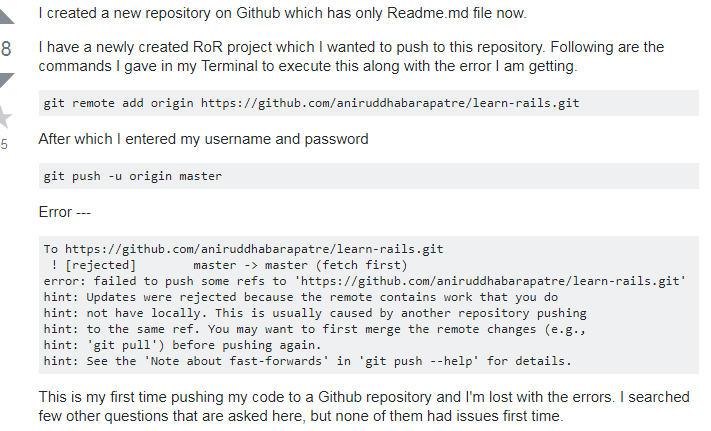 I created a new repository on Github which has only Readme.md file now.
8
I have a newly created RoR project which I wanted to push to this repository. Following are the
commands I gave in my Terminal to execute this along with the error I am getting.
git remote add origin https://github.com/aniruddhabarapatre/learn-rails.git
5
After which I entered my username and password
git push -u origin master
Error ---
To https://github.com/aniruddhabarapatre/learn-rails.git
 ! [rejected]        master -> master (fetch first)
error: failed to push some refs to 'https://github.com/aniruddhabarapatre/learn-rails.git'
hint: Updates were rejected because the remote contains work that you do
hint: not have locally. This is usually caused by another repository pushing
hint: to the same ref. You may want to first merge the remote changes (e.g.,
hint: 'git pull') before pushing again.
hint: See the 'Note about fast-forwards' in 'git push --help' for details.
This is my first time pushing my code to a Github repository and I'm lost with the errors. I searched
few other questions that are asked here, but none of them had issues first time.